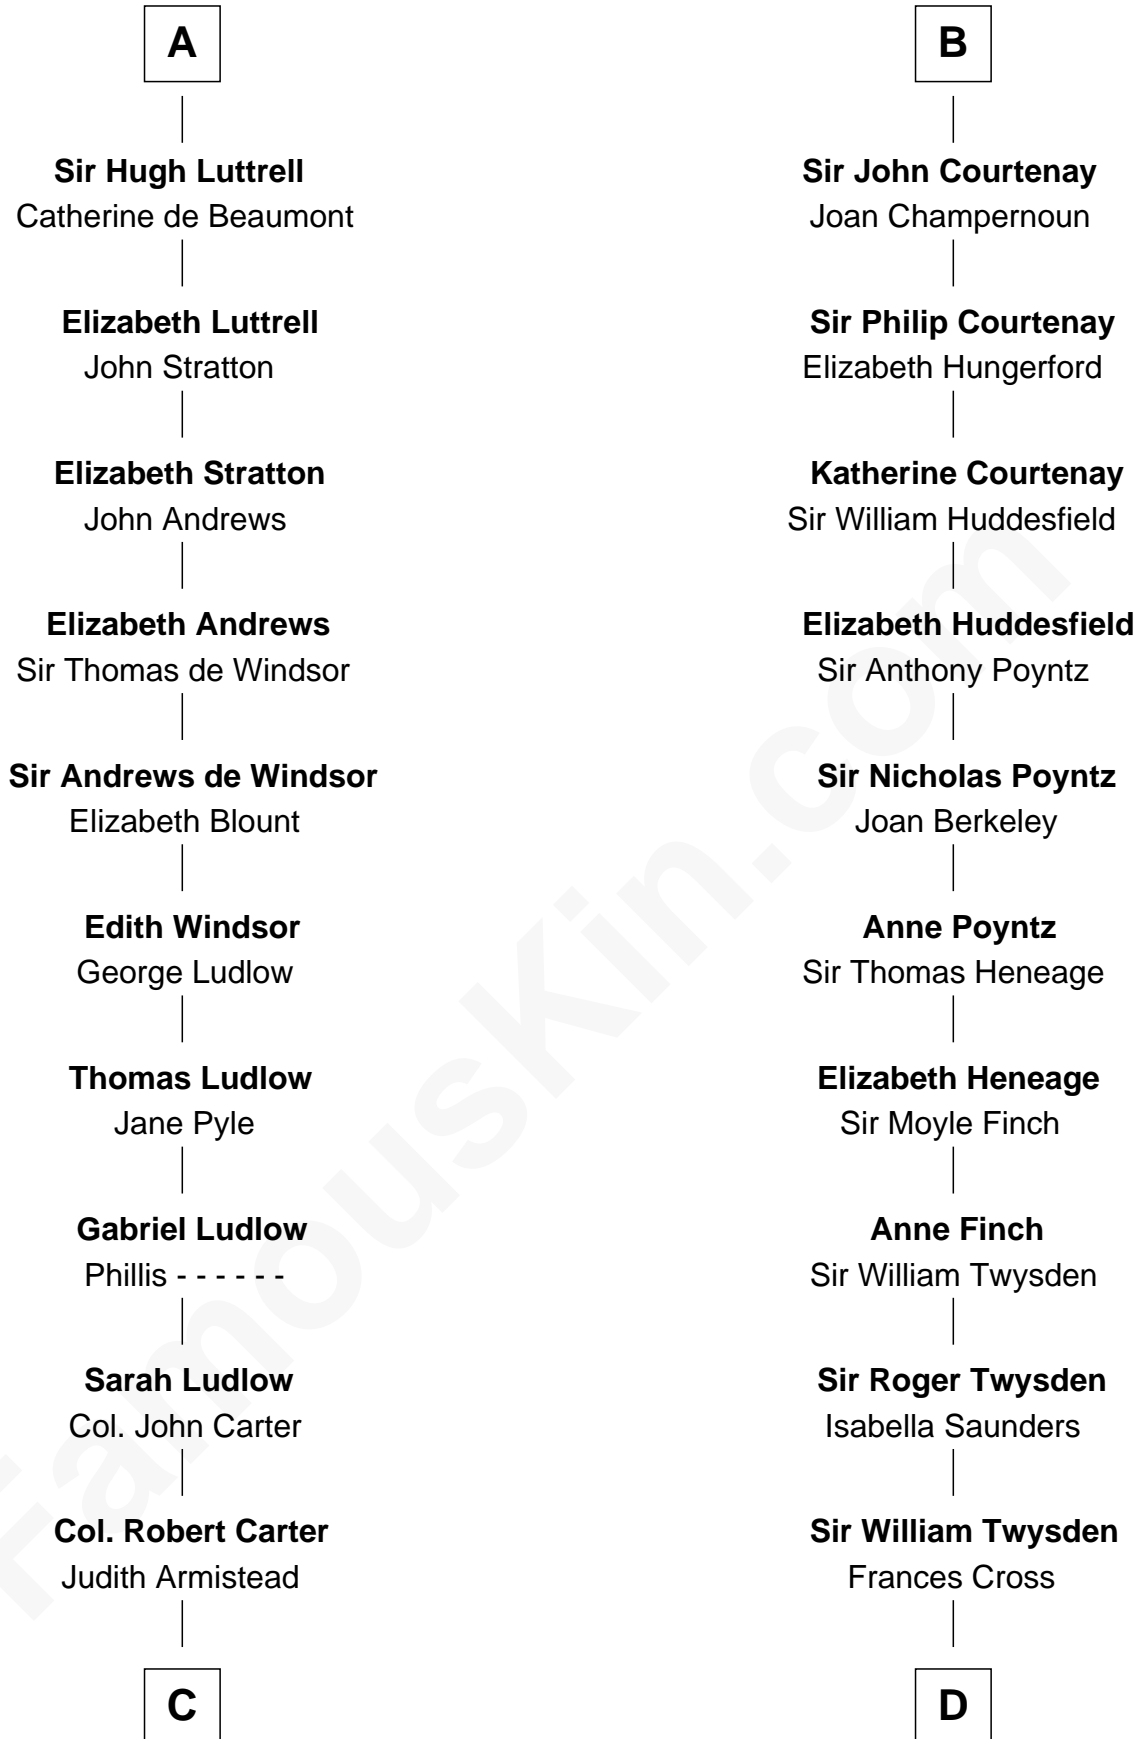 A
Sir Hugh Luttrell
Catherine de Beaumont
Elizabeth Luttrell
John Stratton
Elizabeth Stratton
John Andrews
Elizabeth Andrews
Sir Thomas de Windsor
Sir Andrews de Windsor
Elizabeth Blount
Edith Windsor
George Ludlow
Thomas Ludlow
Jane Pyle
Gabriel Ludlow
Phillis - - - - - -
Sarah Ludlow
Col. John Carter
Col. Robert Carter
Judith Armistead
C
B
Sir John Courtenay
Joan Champernoun
Sir Philip Courtenay
Elizabeth Hungerford
Katherine Courtenay
Sir William Huddesfield
Elizabeth Huddesfield
Sir Anthony Poyntz
Sir Nicholas Poyntz
Joan Berkeley
Anne Poyntz
Sir Thomas Heneage
Elizabeth Heneage
Sir Moyle Finch
Anne Finch
Sir William Twysden
Sir Roger Twysden
Isabella Saunders
Sir William Twysden
Frances Cross
D
FamousKin.com